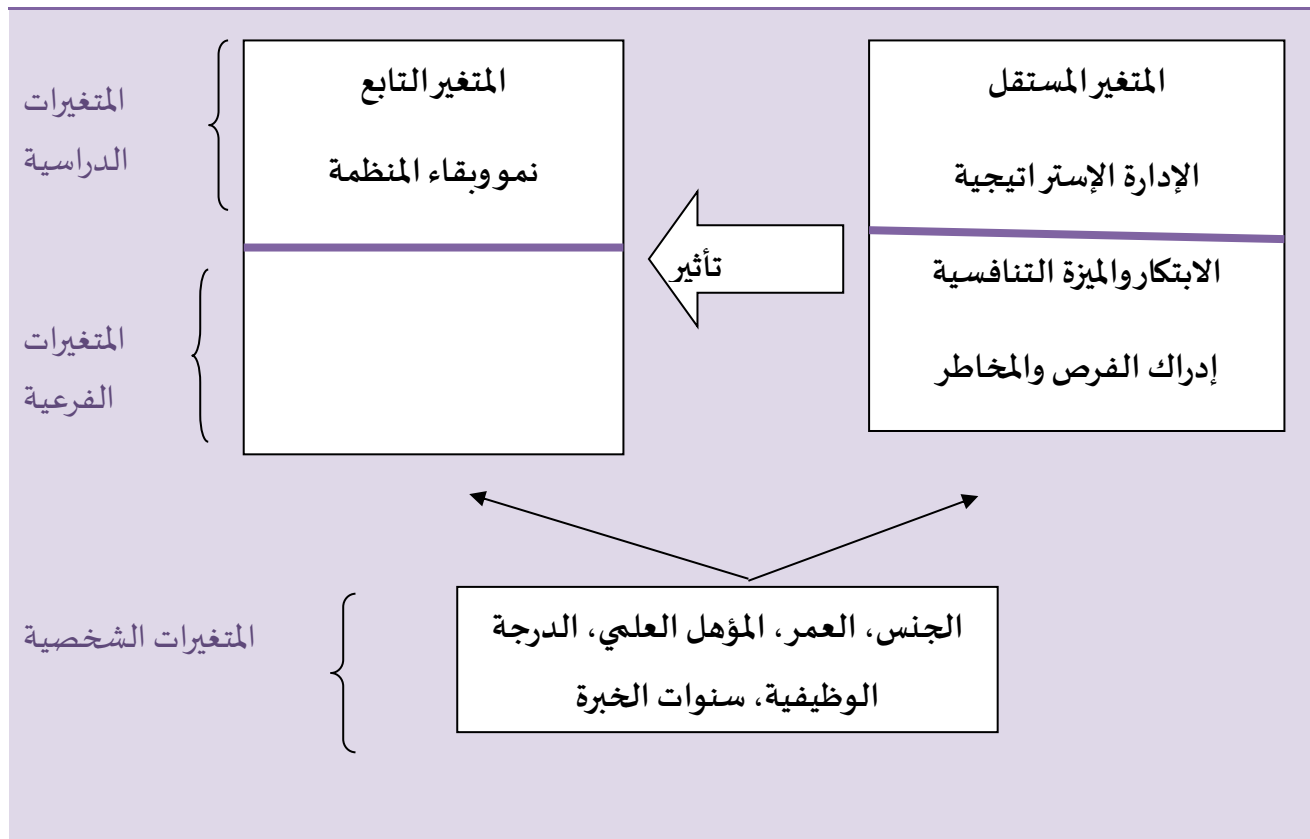 المتغير المستقل
الإدارة الإستراتيجية
الابتكار والميزة التنافسية
إدراك الفرص والمخاطر
تأثير
المتغير التابع
نمو وبقاء المنظمة
المتغيرات
الدراسية
المتغيرات
الفرعية
الجنس، العمر، المؤهل العلمي، الدرجة
الوظيفية، سنوات الخبرة
المتغيرات الشخصية